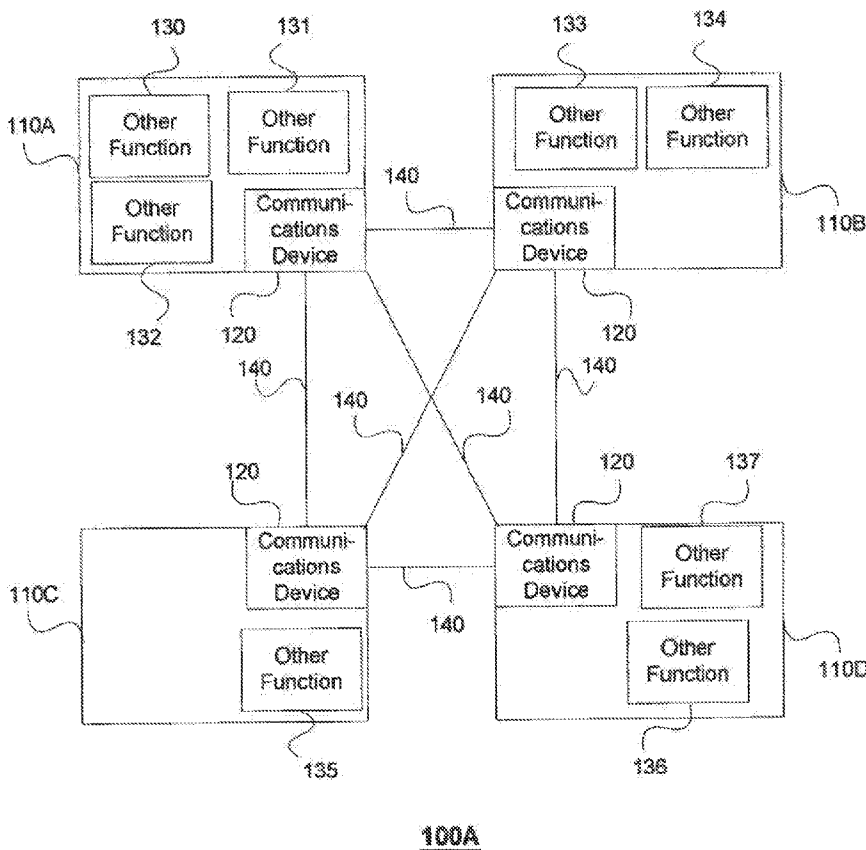 130
131
133
134
110A
Other
Function
Other
Function
Other
Function
Other
Function
Other
Function
Communi-
cations
Device
140
Communi-
cations
Device
110B
132
120
120
140
140
140
140
120
120
137
110C
Communi-
cations
Device
Communi-
cations
Device
Other
Function
140
Other
Function
Other
Function
110D
135
136
100A